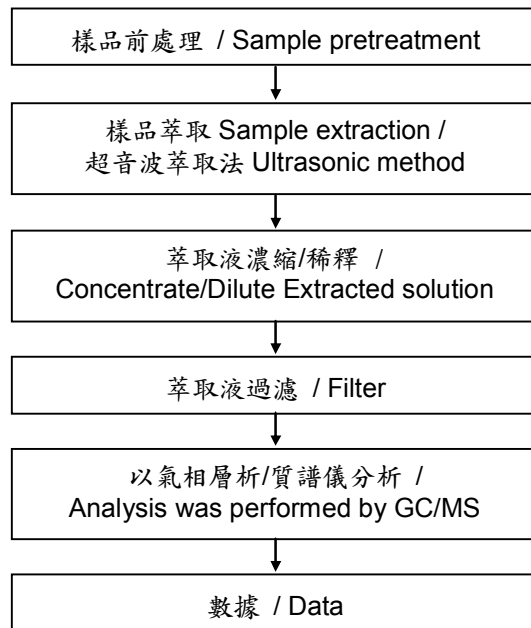 樣品前處理 / Sample pretreatment
樣品萃取 Sample extraction /
超音波萃取法 Ultrasonic method
萃取液濃縮/稀釋 /
Concentrate/Dilute Extracted solution
萃取液過濾 / Filter
以氣相層析/質譜儀分析 /
Analysis was performed by GC/MS
數據 / Data